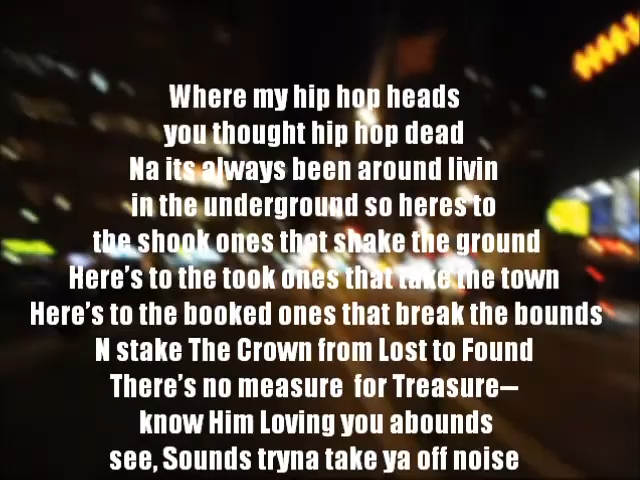 Where my hip hop heads
you thought hip hop dead
Na its always been around livin
in the underground so heres to
the shook ones that shake the ground
Here's to the took ones that take the town
Here's to the booked ones that break the bounds
N stake The Crown from Lost to Found
There's no measure for Treasure—
know Him Loving you abounds
see, Sounds tryna take ya off noise